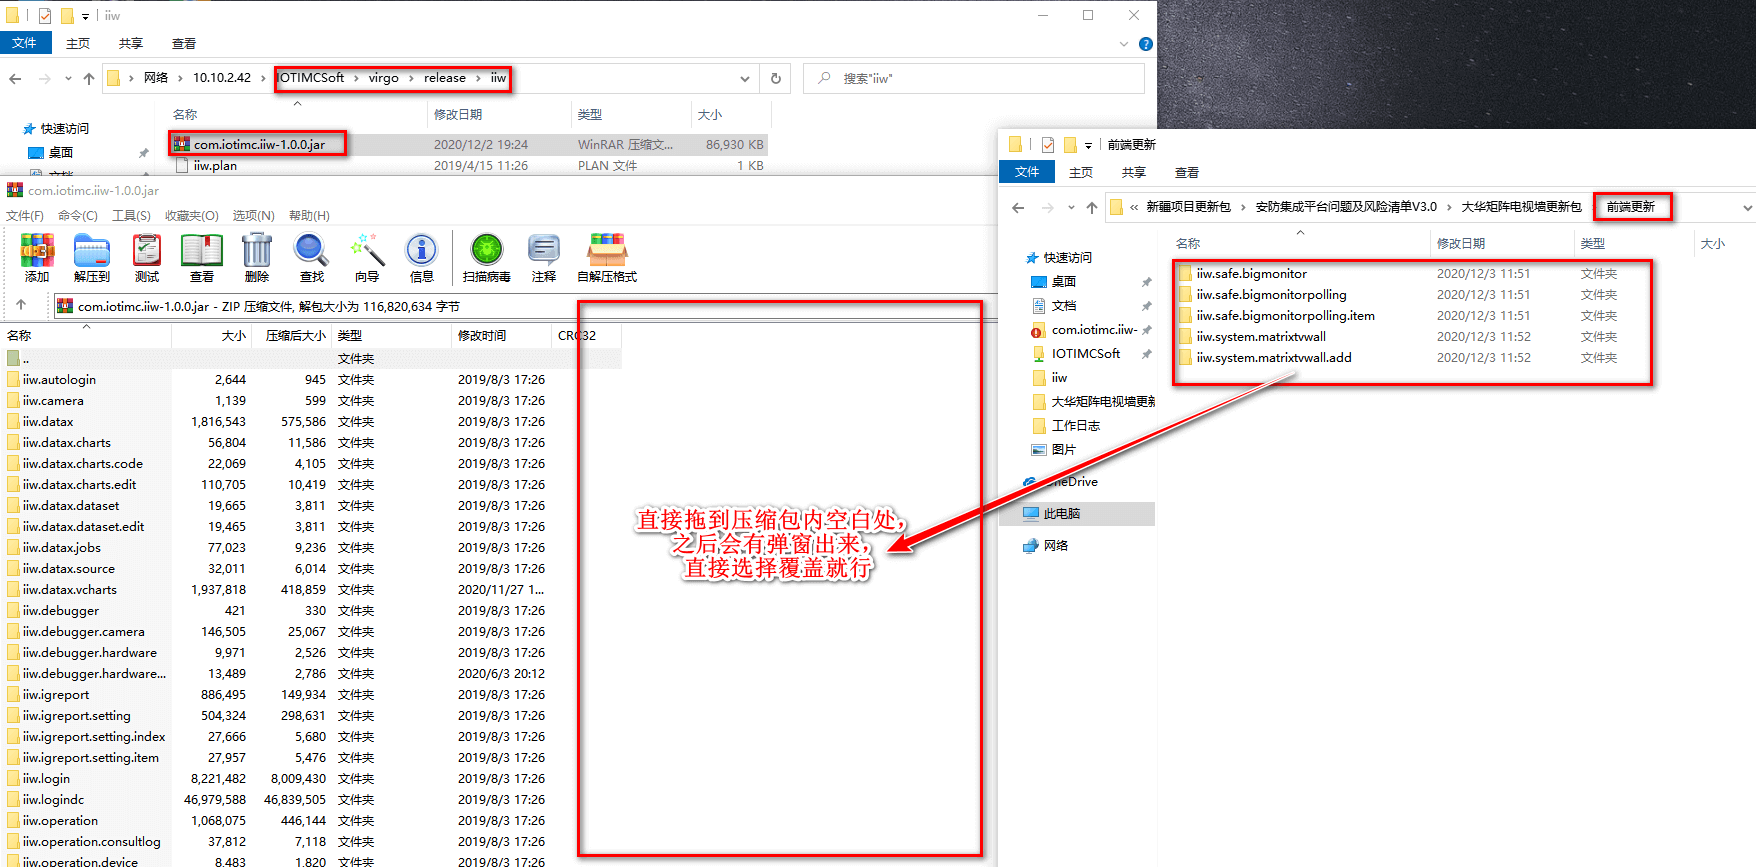 iiw
文件 主页 共享 查看
网络 10.10.2.42 IOTIMCSoft virgo release iiw 搜索"iiw"
名称 修改日期 类型 大小
快速访问
桌面
com.iotimc.iiw-1.0.0.jar 2020/12/2 19:24 WinRAR 压缩文... 86,930 KB
iiw.plan 2019/4/15 11:26 PLAN 文件 1 KB
com.iotimc.iiw-1.0.0.jar
文件(F) 命令(C) 工具(S) 收藏夹(O) 选项(N) 帮助(H)
添加 解压到 测试 查看 删除 查找 向导 信息 扫描病毒 注释 自解压格式
com.iotimc.iiw-1.0.0.jar - ZIP 压缩文件, 解包大小为 116,820,634 字节
名称 大小 压缩后大小 类型 修改时间 CRC32
.. 文件夹
iiw.autologin 2,644 945 文件夹 2019/8/3 17:26
iiw.camera 1,139 599 文件夹 2019/8/3 17:26
iiw.datax 1,816,543 575,586 文件夹 2019/8/3 17:26
iiw.datax.charts 56,804 11,586 文件夹 2019/8/3 17:26
iiw.datax.charts.code 22,069 4,105 文件夹 2019/8/3 17:26
iiw.datax.charts.edit 110,705 10,419 文件夹 2019/8/3 17:26
iiw.datax.dataset 19,665 3,811 文件夹 2019/8/3 17:26
iiw.datax.dataset.edit 19,465 3,811 文件夹 2019/8/3 17:26
iiw.datax.jobs 77,023 9,236 文件夹 2019/8/3 17:26
iiw.datax.source 32,011 6,014 文件夹 2019/8/3 17:26
iiw.datax.vcharts 1,937,818 418,859 文件夹 2020/11/27 1...
iiw.debugger 421 330 文件夹 2019/8/3 17:26
iiw.debugger.camera 146,505 25,067 文件夹 2019/8/3 17:26
iiw.debugger.hardware 9,971 2,526 文件夹 2019/8/3 17:26
iiw.debugger.hardware... 13,489 2,786 文件夹 2020/6/3 20:12
iiw.igreport 886,495 149,934 文件夹 2019/8/3 17:26
iiw.igreport.setting 504,324 298,631 文件夹 2019/8/3 17:26
iiw.igreport.setting.index 27,666 5,680 文件夹 2019/8/3 17:26
iiw.igreport.setting.item 27,957 5,476 文件夹 2019/8/3 17:26
iiw.login 8,221,482 8,009,430 文件夹 2019/8/3 17:26
iiw.logindc 46,979,588 46,839,505 文件夹 2019/8/3 17:26
iiw.operation 1,068,075 446,144 文件夹 2019/8/3 17:26
iiw.operation.consultlog 37,812 7,118 文件夹 2019/8/3 17:26
iiw.operation.device 8,483 1,820 文件夹 2019/8/3 17:26
直接拖到压缩包内空白处，
之后会有弹窗出来，
直接选择覆盖就行
前端更新
文件 主页 共享 查看
« 新疆项目更新包 安防集成平台问题及风险清单V3.0 大华矩阵电视墙更新包 前端更新
名称 修改日期 类型 大小
iiw.safe.bigmonitor 2020/12/3 11:51 文件夹
iiw.safe.bigmonitorpolling 2020/12/3 11:51 文件夹
iiw.safe.bigmonitorpolling.item 2020/12/3 11:51 文件夹
iiw.system.matrixtvwall 2020/12/3 11:52 文件夹
iiw.system.matrixtvwall.add 2020/12/3 11:52 文件夹
快速访问
桌面
文档
com.iotimc.iiw-
IOTIMCSoft
iiw
大华矩阵电视墙更新
工作日志
图片
OneDrive
此电脑
网络